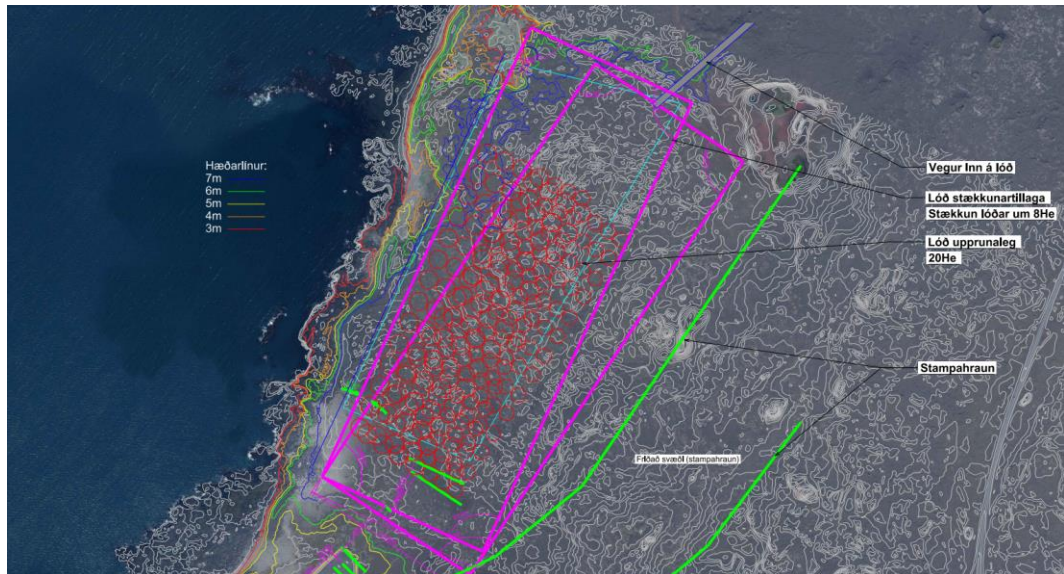 Hæðarlínur:
7m
6m
5m
4m
3m
Vegur Inn á lóð
Lóð stækkunartillaga
Stækkun lóðar um 8He
Lóð upprunaleg
20He
Stampahraun
Friðað svæði (stampahraun)